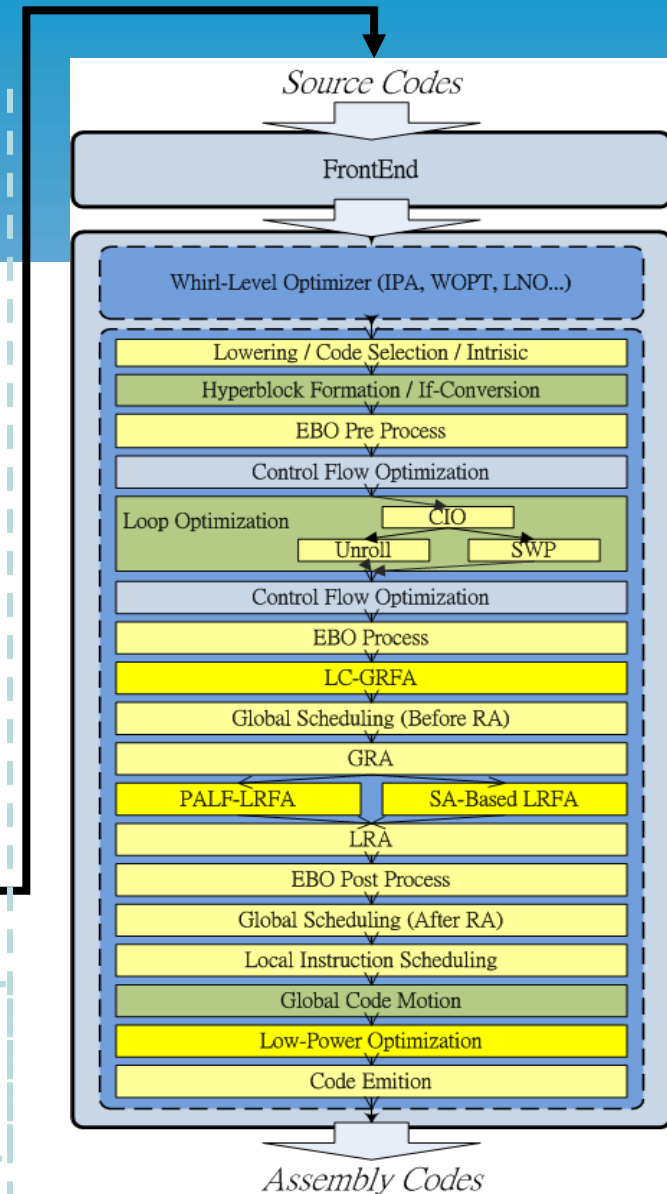 Source Codes
FrontEnd
Whirl-Level Optimizer (IPA, WOPT, LNO...)
Lowering / Code Selection / Intrisic
Hyperblock Formation / If-Conversion
EBO Pre Process
Control Flow Optimization
Loop Optimization
CIO
Unroll
SWP
Control Flow Optimization
EBO Process
LC-GRFA
Global Scheduling (Before RA)
GRA
PALF-LRFA
SA-Based LRFA
LRA
EBO Post Process
Global Scheduling (After RA)
Local Instruction Scheduling
Global Code Motion
Low-Power Optimization
Code Emition
Assembly Codes